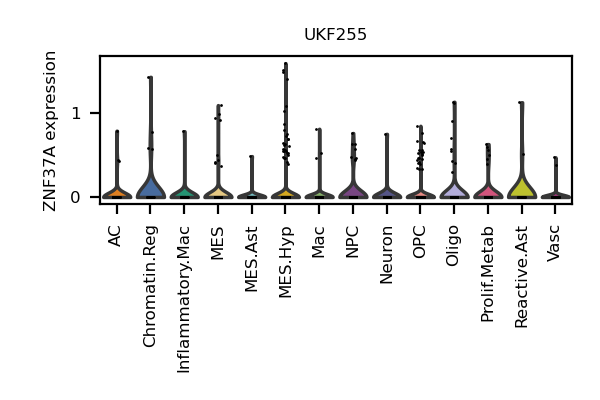 UKF255
ZNF37A expression
1
0
AC
Chromatin.Reg
Inflammatory.Mac
MES
MES.Ast
MES.Hyp
Mac
NPC
Neuron
OPC
Oligo
Prolif.Metab
Reactive.Ast
Vasc